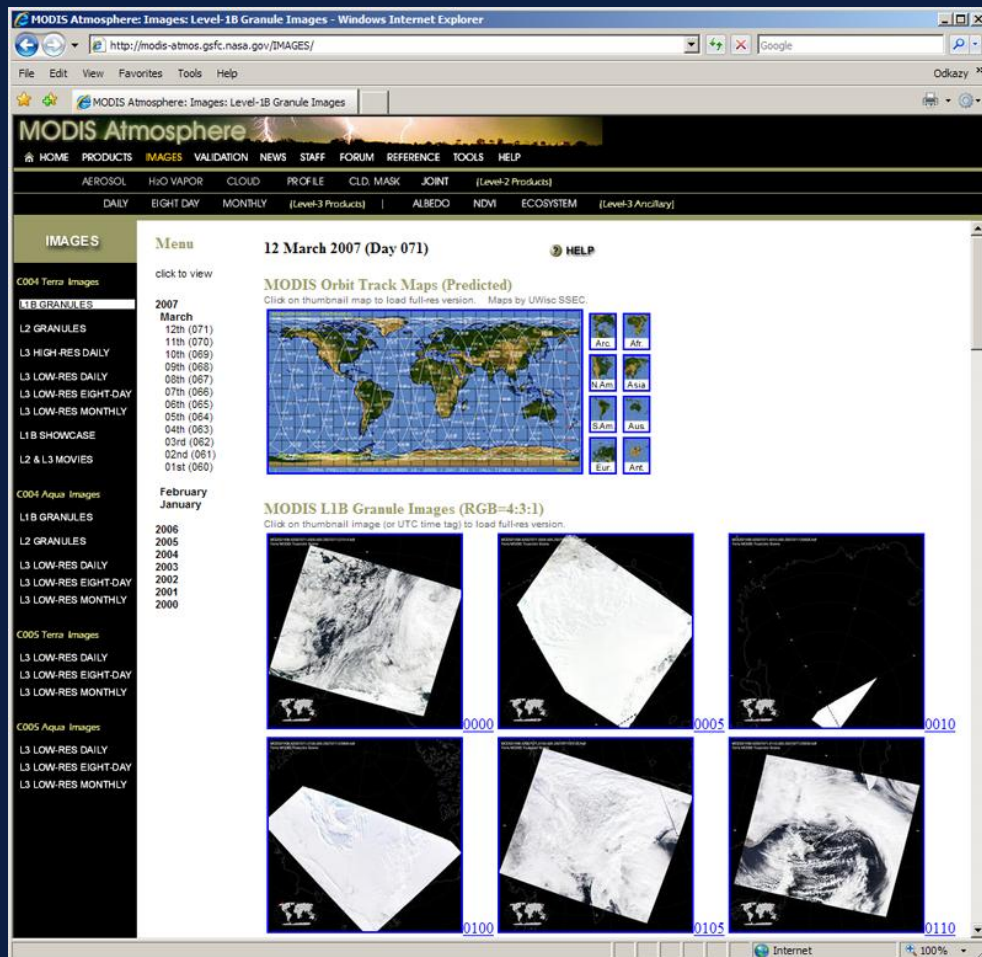 MODIS Atmosphere: Images: Level-1B Granule Images - Windows Internet Explorer
http://modis-atmos.gsfc.nasa.gov/IMAGES/
Google
File Edit View Favorites Tools Help
Odkazy
MODIS Atmosphere: Images: Level-1B Granule Images
MODIS Atmosphere
HOME PRODUCTS IMAGES VALIDATION NEWS STAFF FORUM REFERENCE TOOLS HELP
AEROSOL H2O VAPOR CLOUD PROFILE CLD. MASK JOINT (Level-2 Products)
DAILY EIGHT DAY MONTHLY (Level-3 Products) | ALBEDO NDVI ECOSYSTEM (Level-3 Ancillary)
IMAGES
C004 Terra Images
L1B GRANULES
L2 GRANULES
L3 HIGH-RES DAILY
L3 LOW-RES DAILY
L3 LOW-RES EIGHT-DAY
L3 LOW-RES MONTHLY
L1B SHOWCASE
L2 & L3 MOVIES
C004 Aqua Images
L1B GRANULES
L2 GRANULES
L3 LOW-RES DAILY
L3 LOW-RES EIGHT-DAY
L3 LOW-RES MONTHLY
C005 Terra Images
L3 LOW-RES DAILY
L3 LOW-RES EIGHT-DAY
L3 LOW-RES MONTHLY
C005 Aqua Images
L3 LOW-RES DAILY
L3 LOW-RES EIGHT-DAY
L3 LOW-RES MONTHLY
Menu
click to view
2007
March
12th (071)
11th (070)
10th (069)
09th (068)
08th (067)
07th (066)
06th (065)
05th (064)
04th (063)
03rd (062)
02nd (061)
01st (060)
February
January
2006
2005
2004
2003
2002
2001
2000
12 March 2007 (Day 071)
HELP
MODIS Orbit Track Maps (Predicted)
Click on thumbnail map to load full-res version. Maps by UWisc SSEC.
Arc. Afr.
N.Am. Asia
S.Am. Aus.
Eur. Ant.
MODIS L1B Granule Images (RGB=4:3:1)
Click on thumbnail image (or UTC time tag) to load full-res version.
0000 0005 0010
0100 0105 0110
Internet
100%